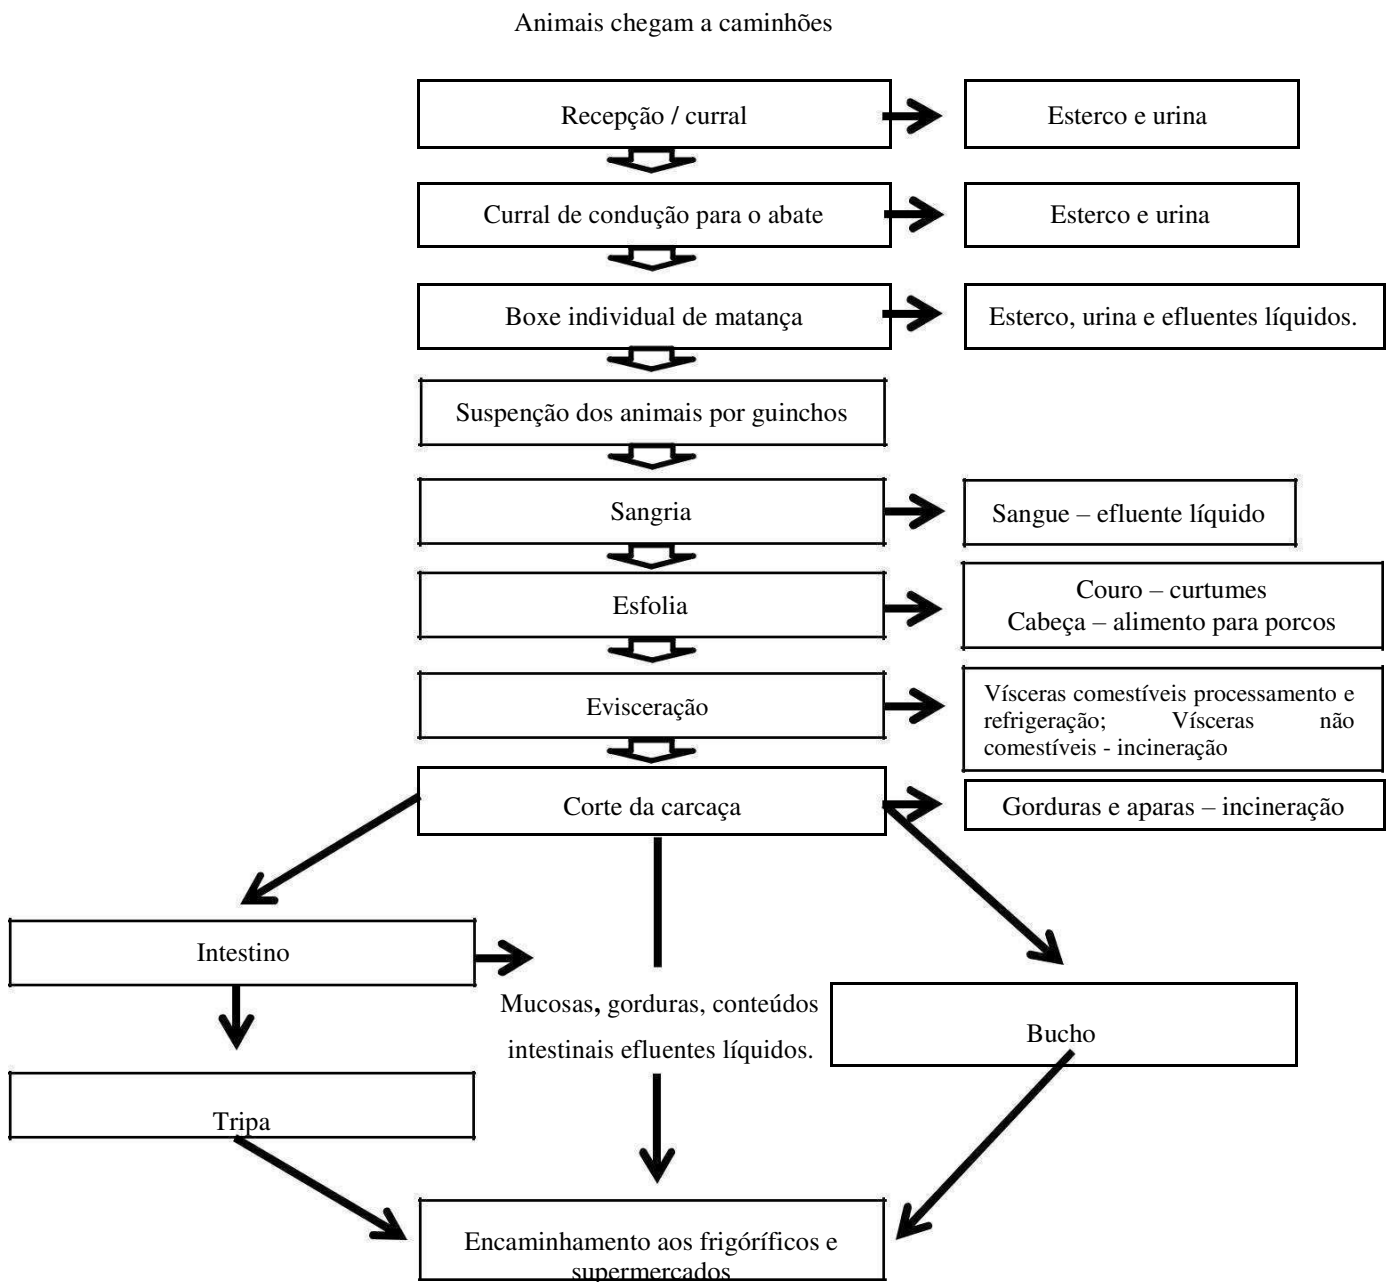 Animais chegam a caminhões
Recepção / curral
Esterco e urina
Curral de condução para o abate
Esterco e urina
Boxe individual de matança
Esterco, urina e efluentes líquidos.
Suspenção dos animais por guinchos
Sangria
Sangue – efluente líquido
Esfolia
Couro – curtumes
Cabeça – alimento para porcos
Evisceração
Vísceras comestíveis processamento e
refrigeração; Vísceras não
comestíveis - incineração
Corte da carcaça
Gorduras e aparas – incineração
Intestino
Mucosas, gorduras, conteúdos
intestinais efluentes líquidos.
Bucho
Tripa
Encaminhamento aos frigóríficos e
supermercados